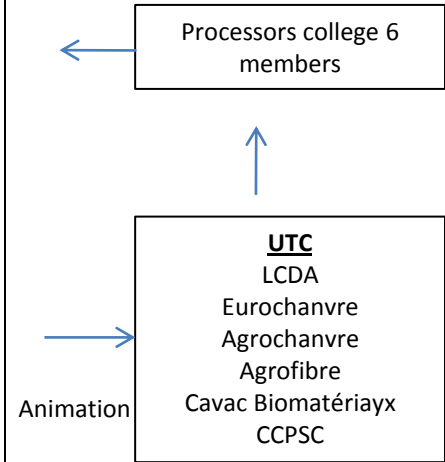 Processors college 6
members
UTC
LCDA
Eurochanvre
Agrochanvre
Agrofibre
Cavac Biomatériayx
CCPSC
Animation